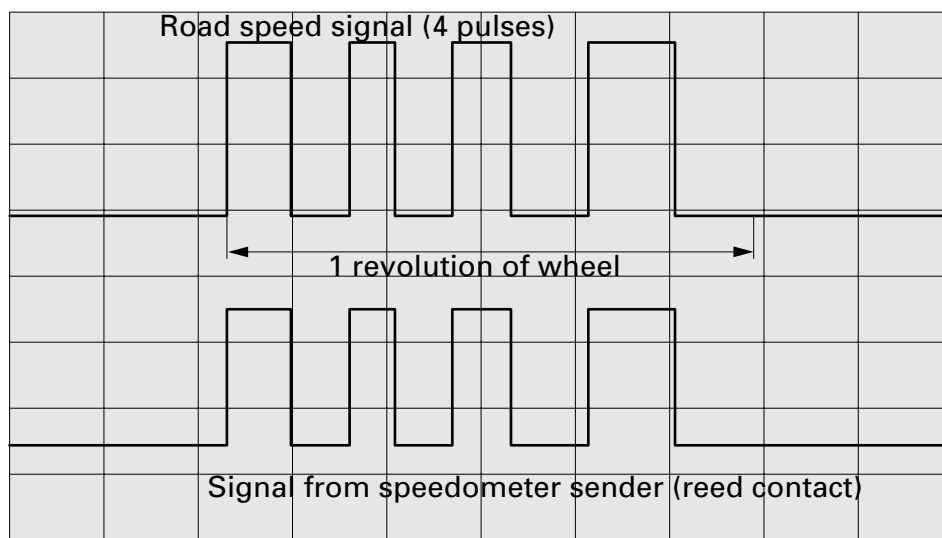 Road speed signal (4 pulses)
1 revolution of wheel
Signal from speedometer sender (reed contact)